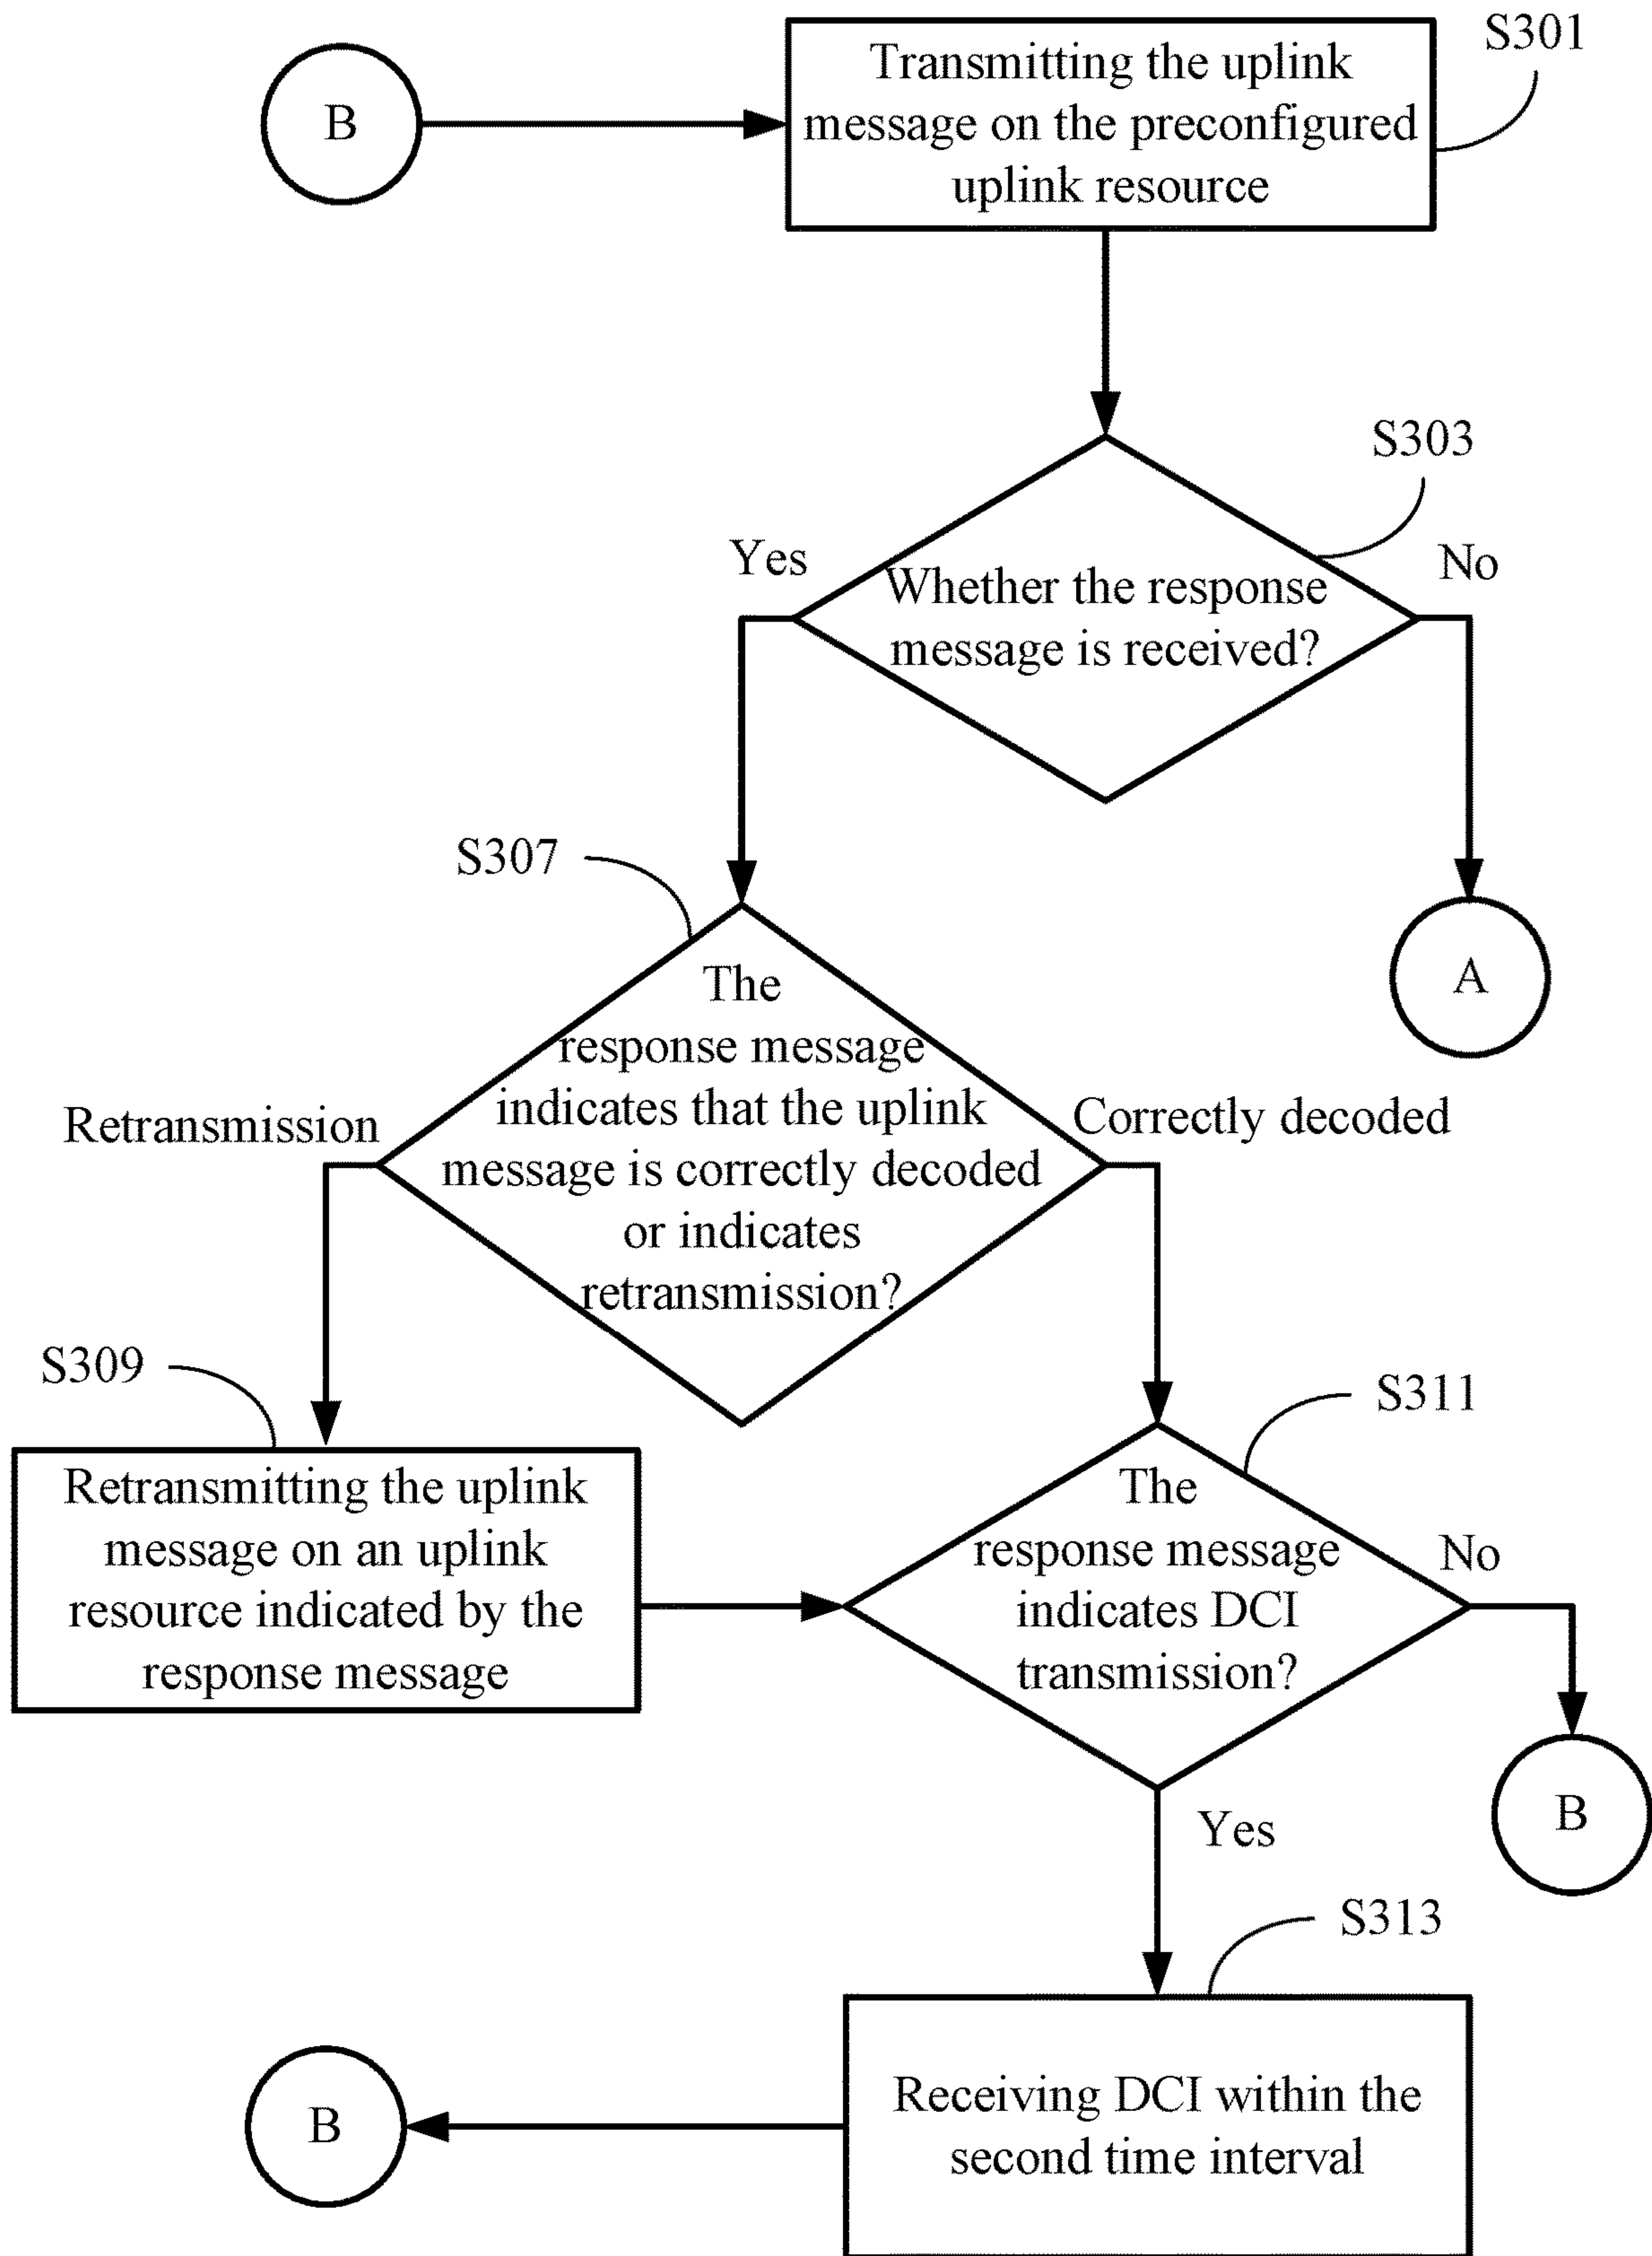 S301
B
Transmitting the uplink
message on the preconfigured
uplink resource
S303
Yes
No
Whether the response
message is received?
S307
A
The
response message
indicates that the uplink
message is correctly decoded
or indicates
retransmission?
Retransmission
Correctly decoded
S309
S311
Retransmitting the uplink
message on an uplink
resource indicated by the
response message
The
response message
indicates DCI
transmission?
No
B
Yes
S313
Receiving DCI within the
second time interval
B